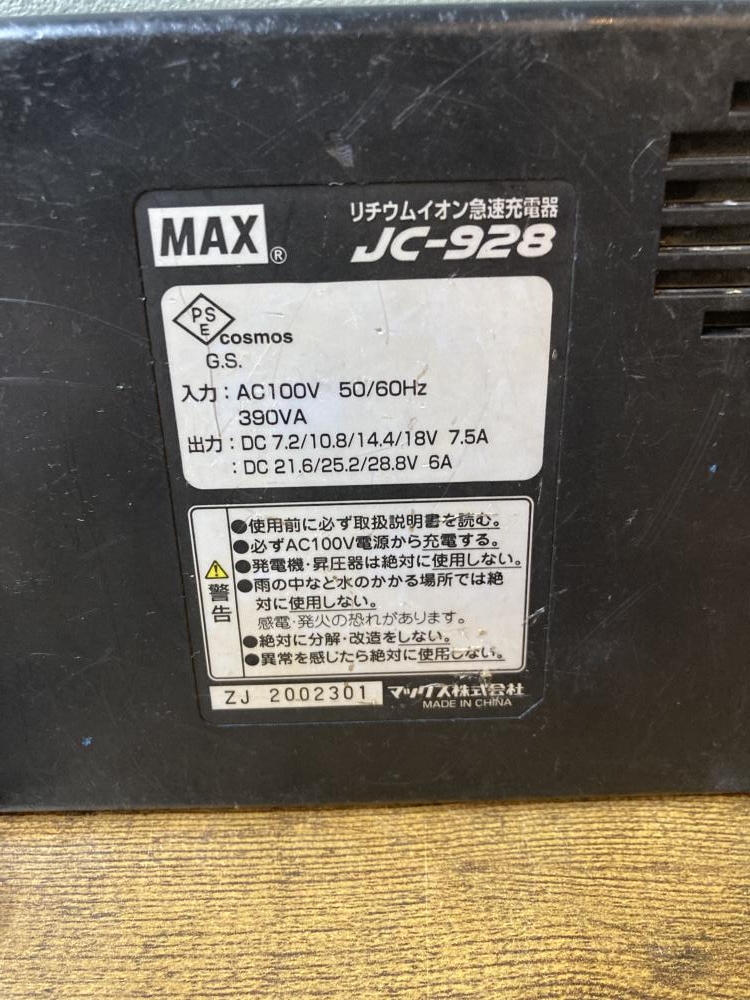 MAX®
リチウムイオン急速充電器
JC-928
PS
E
cosmos
G.S.
入力:AC100V 50/60Hz
390VA
出力:DC 7.2/10.8/14.4/18V 7.5A
:DC 21.6/25.2/28.8V 6A
警告
●使用前に必ず取扱説明書を読む。
●必ずAC100V電源から充電する。
●発電機・昇圧器は絶対に使用しない。
●雨の中など水のかかる場所では絶
対に使用しない。
感電・発火の恐れがあります。
●絶対に分解・改造をしない。
●異常を感じたら絶対に使用しない。
ZJ 2002301
マックス株式会社
MADE IN CHINA